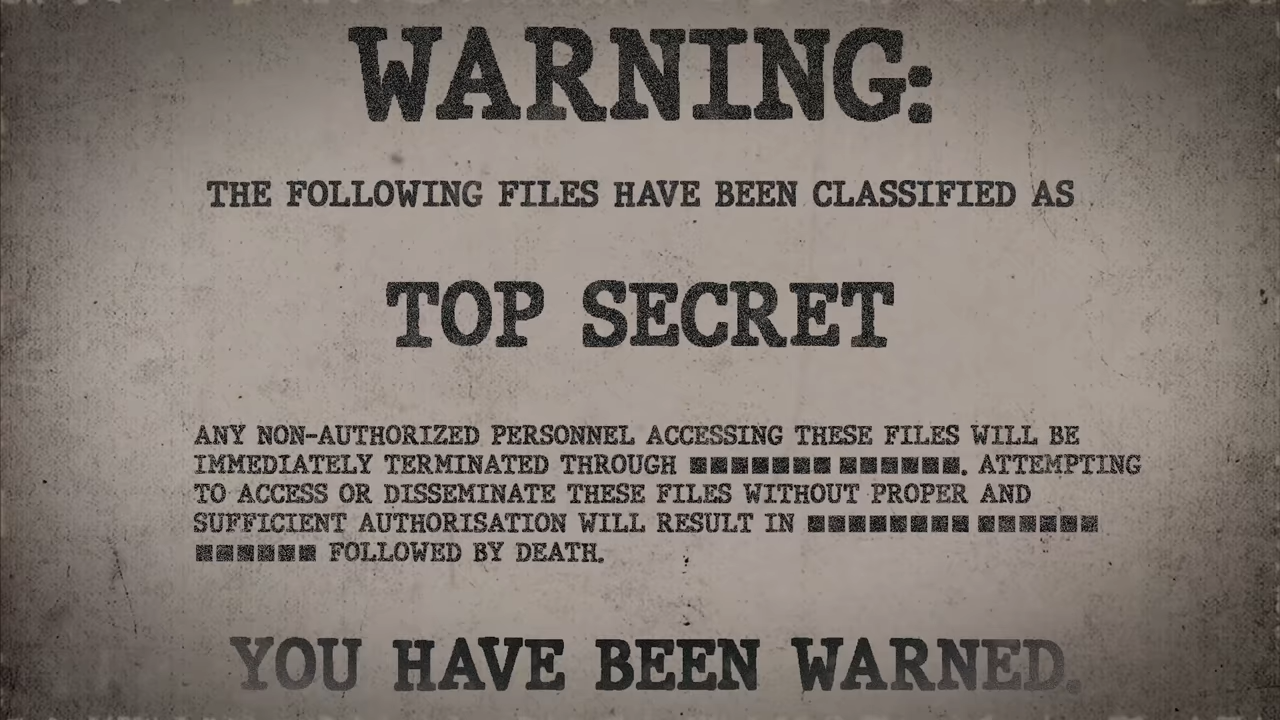 WARNING:
THE FOLLOWING FILES HAVE BEEN CLASSIFIED AS
TOP SECRET
ANY NON-AUTHORIZED PERSONNEL ACCESSING THESE FILES WILL BE
IMMEDIATELY TERMINATED THROUGH ■■■■■■■ ■■■■■■. ATTEMPTING
TO ACCESS OR DISSEMINATE THESE FILES WITHOUT PROPER AND
SUFFICIENT AUTHORISATION WILL RESULT IN ■■■■■■■■ ■■■■■■
■■■■■■ FOLLOWED BY DEATH.
YOU HAVE BEEN WARNED.